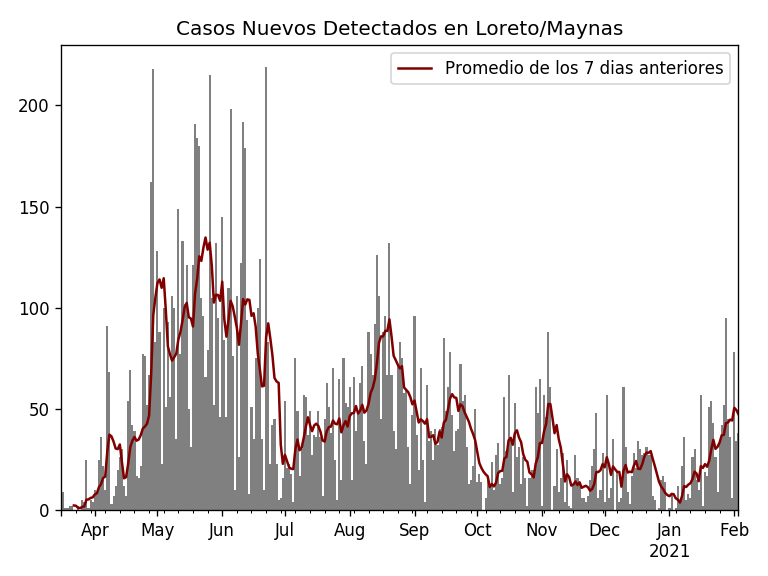 Casos Nuevos Detectados en Loreto/Maynas
Promedio de los 7 dias anteriores
200
150
100
50
0
Apr May Jun Jul Aug Sep Oct Nov Dec Jan Feb
2021